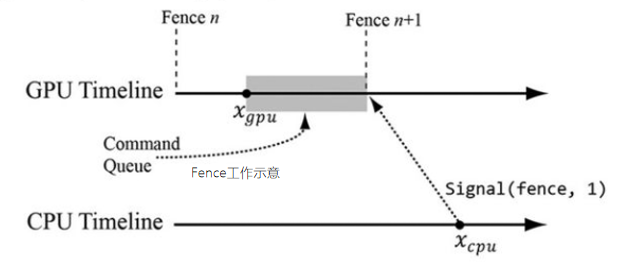 Fence n
Fence n+1
GPU Timeline
x_gpu
Command
Queue
Fence工作示意
Signal(fence, 1)
CPU Timeline
x_cpu